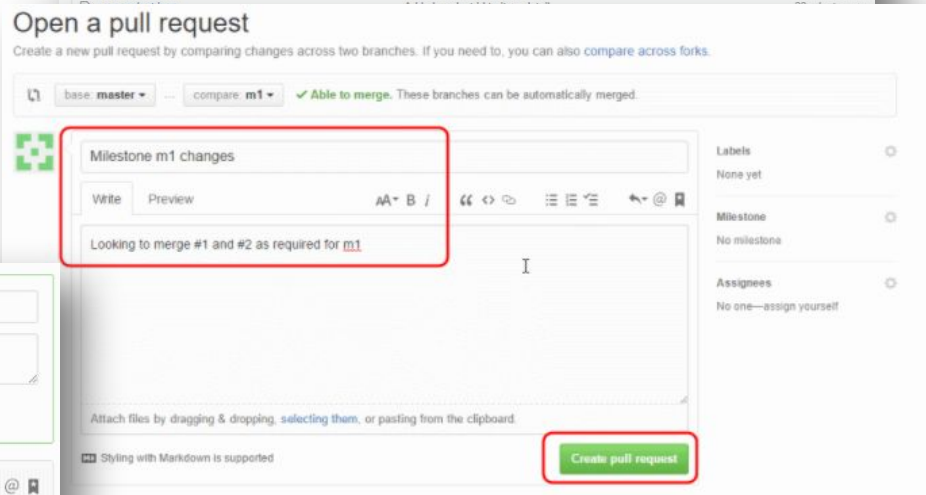 Open a pull request
Create a new pull request by comparing changes across two branches. If you need to, you can also compare across forks.
base: master ... compare: m1 ✓ Able to merge. These branches can be automatically merged.
Milestone m1 changes
Write Preview AA B i
Looking to merge #1 and #2 as required for m1
Attach files by dragging & dropping, selecting them, or pasting from the clipboard.
Styling with Markdown is supported
Create pull request
Labels
None yet
Milestone
No milestone
Assignees
No one—assign yourself
@